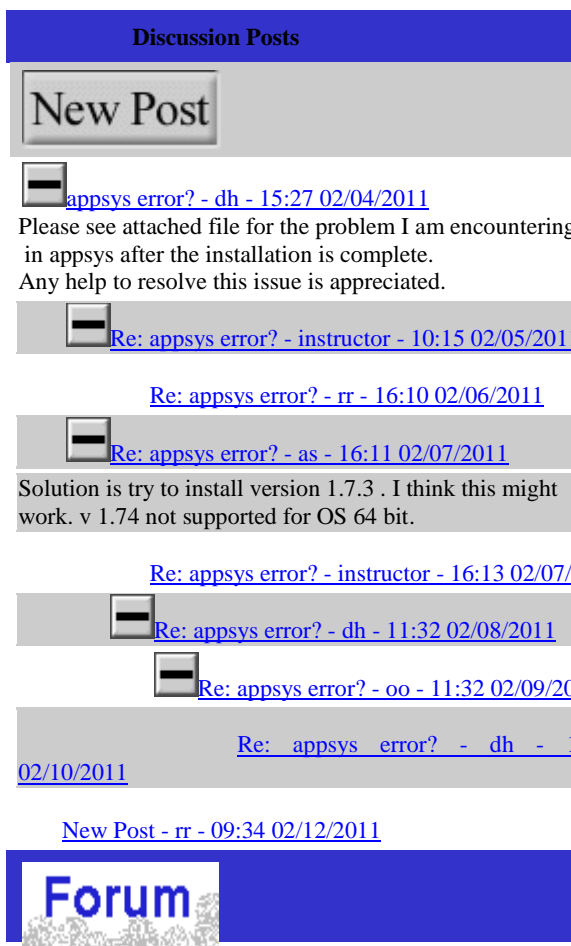 Discussion Posts
New Post
appsys error? - dh - 15:27 02/04/2011
Please see attached file for the problem I am encountering
in appsys after the installation is complete.
Any help to resolve this issue is appreciated.
Re: appsys error? - instructor - 10:15 02/05/201
Re: appsys error? - rr - 16:10 02/06/2011
Re: appsys error? - as - 16:11 02/07/2011
Solution is try to install version 1.7.3 . I think this might
work. v 1.74 not supported for OS 64 bit.
Re: appsys error? - instructor - 16:13 02/07/
Re: appsys error? - dh - 11:32 02/08/2011
Re: appsys error? - oo - 11:32 02/09/20
Re: appsys error? - dh -
02/10/2011
New Post - rr - 09:34 02/12/2011
Forum